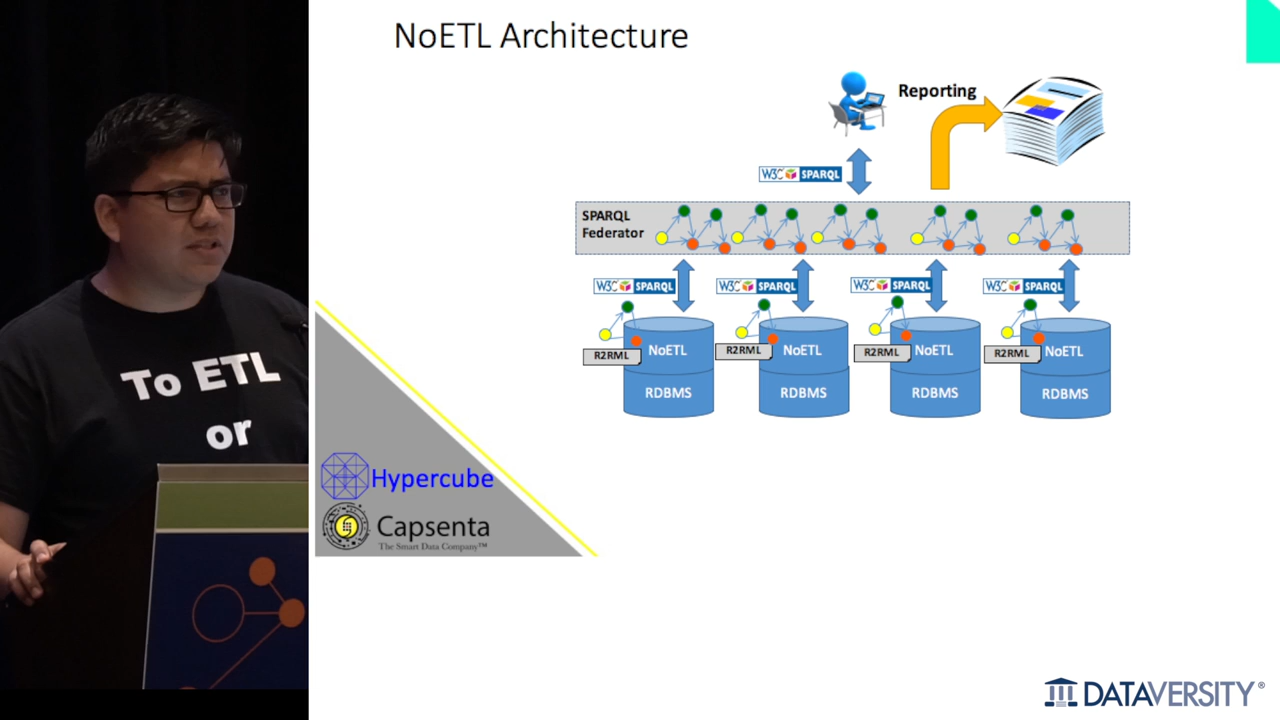 NoETL Architecture
Reporting
W3C SPARQL
SPARQL
Federator
W3C SPARQL
W3C SPARQL
W3C SPARQL
W3C SPARQL
R2RML
NoETL
R2RML
NoETL
R2RML
NoETL
R2RML
NoETL
RDBMS
RDBMS
RDBMS
RDBMS
To ETL
or
Hypercube
Capsenta
The Smart Data Company™
DATAVERSITY®